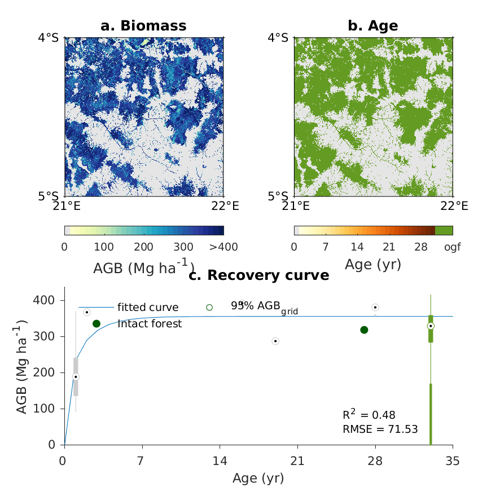 a. Biomass
b. Age
4°S
5°S
21°E
22°E
4°S
5°S
21°E
22°E
0 100 200 300 >400
AGB (Mg ha⁻¹)
0 7 14 21 28 ogf
Age (yr)
c. Recovery curve
fitted curve
Intact forest
95% AGB_grid
AGB (Mg ha⁻¹)
400
300
200
100
0
R² = 0.48
RMSE = 71.53
0 7 14 21 28 35
Age (yr)